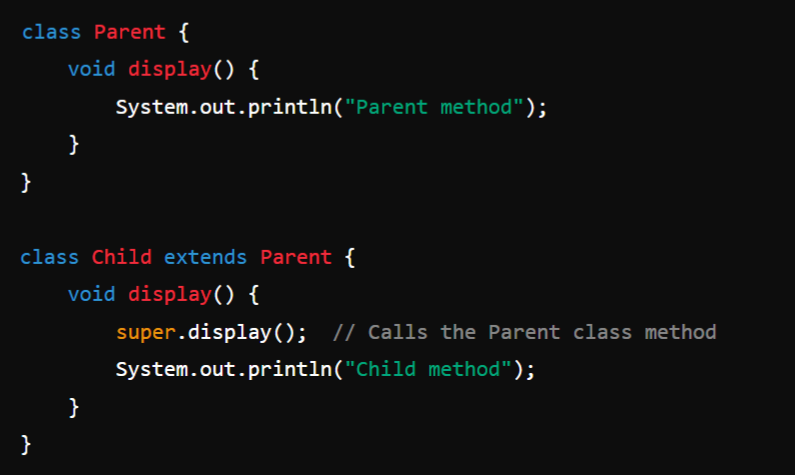 class Parent {
    void display() {
        System.out.println("Parent method");
    }
}

class Child extends Parent {
    void display() {
        super.display();  // Calls the Parent class method
        System.out.println("Child method");
    }
}